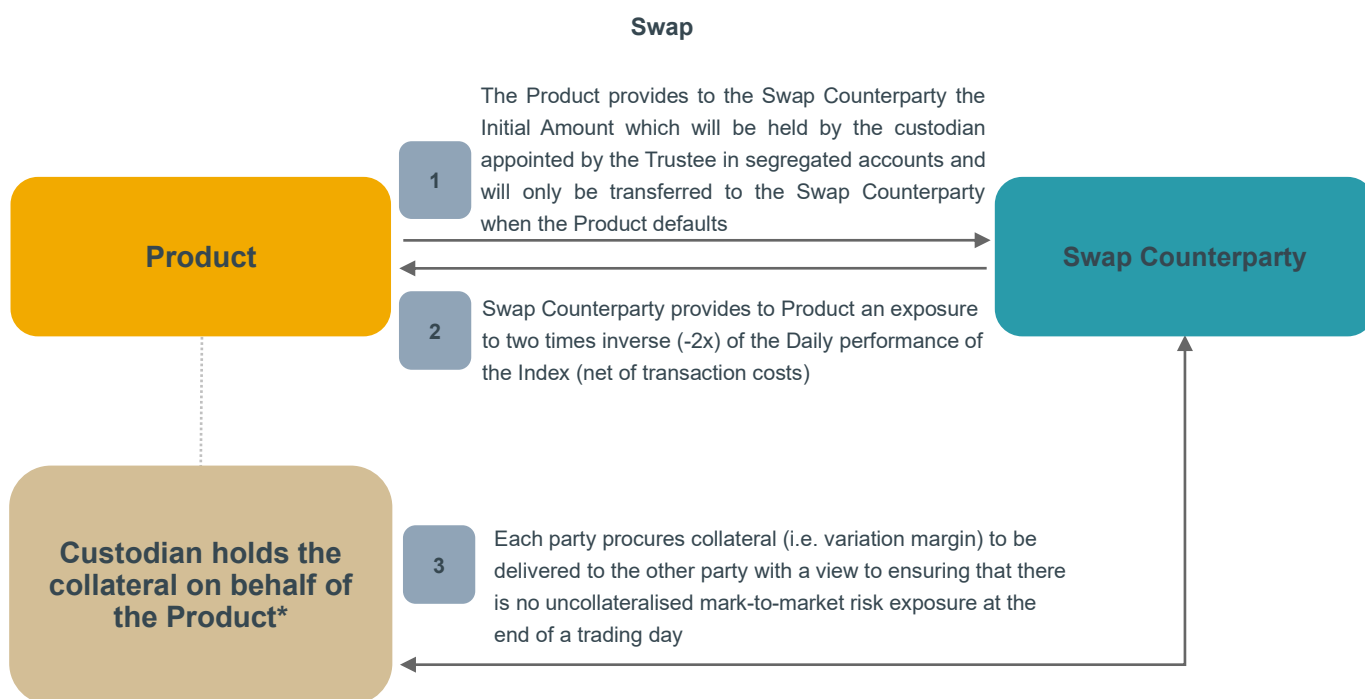 Swap
The Product provides to the Swap Counterparty the
Initial Amount which will be held by the custodian
appointed by the Trustee in segregated accounts and
will only be transferred to the Swap Counterparty
when the Product defaults
1
Product
Swap Counterparty
2
Swap Counterparty provides to Product an exposure
to two times inverse (-2x) of the Daily performance of
the Index (net of transaction costs)
Custodian holds the
collateral on behalf of
the Product*
3
Each party procures collateral (i.e. variation margin) to be
delivered to the other party with a view to ensuring that there
is no uncollateralised mark-to-market risk exposure at the
end of a trading day